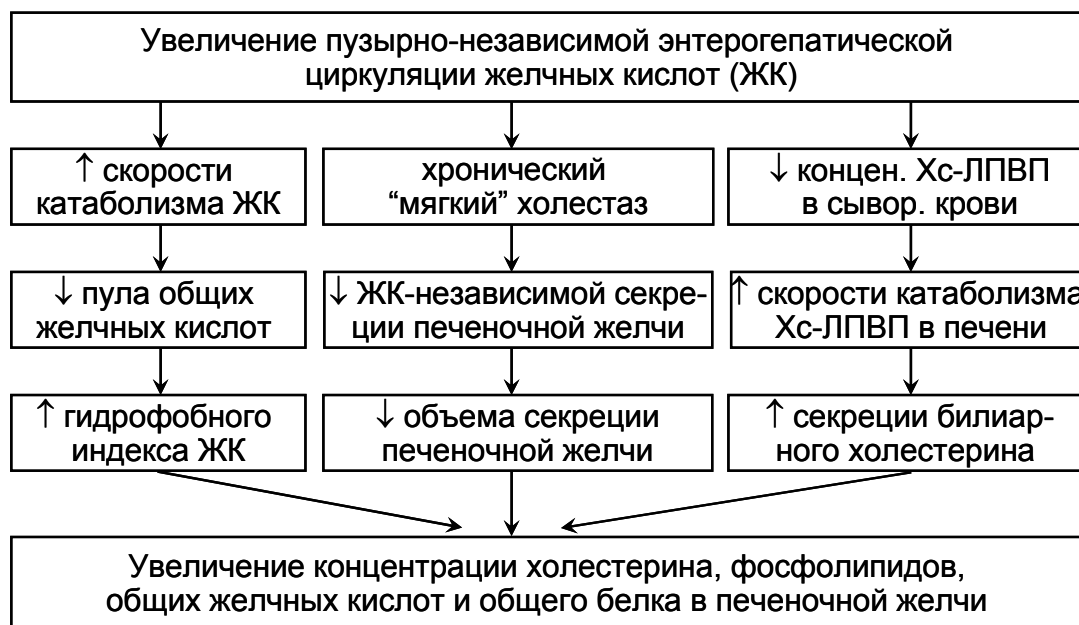 Увеличение пузырно-независимой энтерогепатической
циркуляции желчных кислот (ЖК)
↑ скорости
катаболизма ЖК
хронический
“мягкий” холестаз
↓ концен. Хс-ЛПВП
в сывор. крови
↓ пула общих
желчных кислот
↓ ЖК-независимой секре-
ции печеночной желчи
↑ скорости катаболизма
Хс-ЛПВП в печени
↑ гидрофобного
индекса ЖК
↓ объема секреции
печеночной желчи
↑ секреции билиар-
ного холестерина
Увеличение концентрации холестерина, фосфолипидов,
общих желчных кислот и общего белка в печеночной желчи